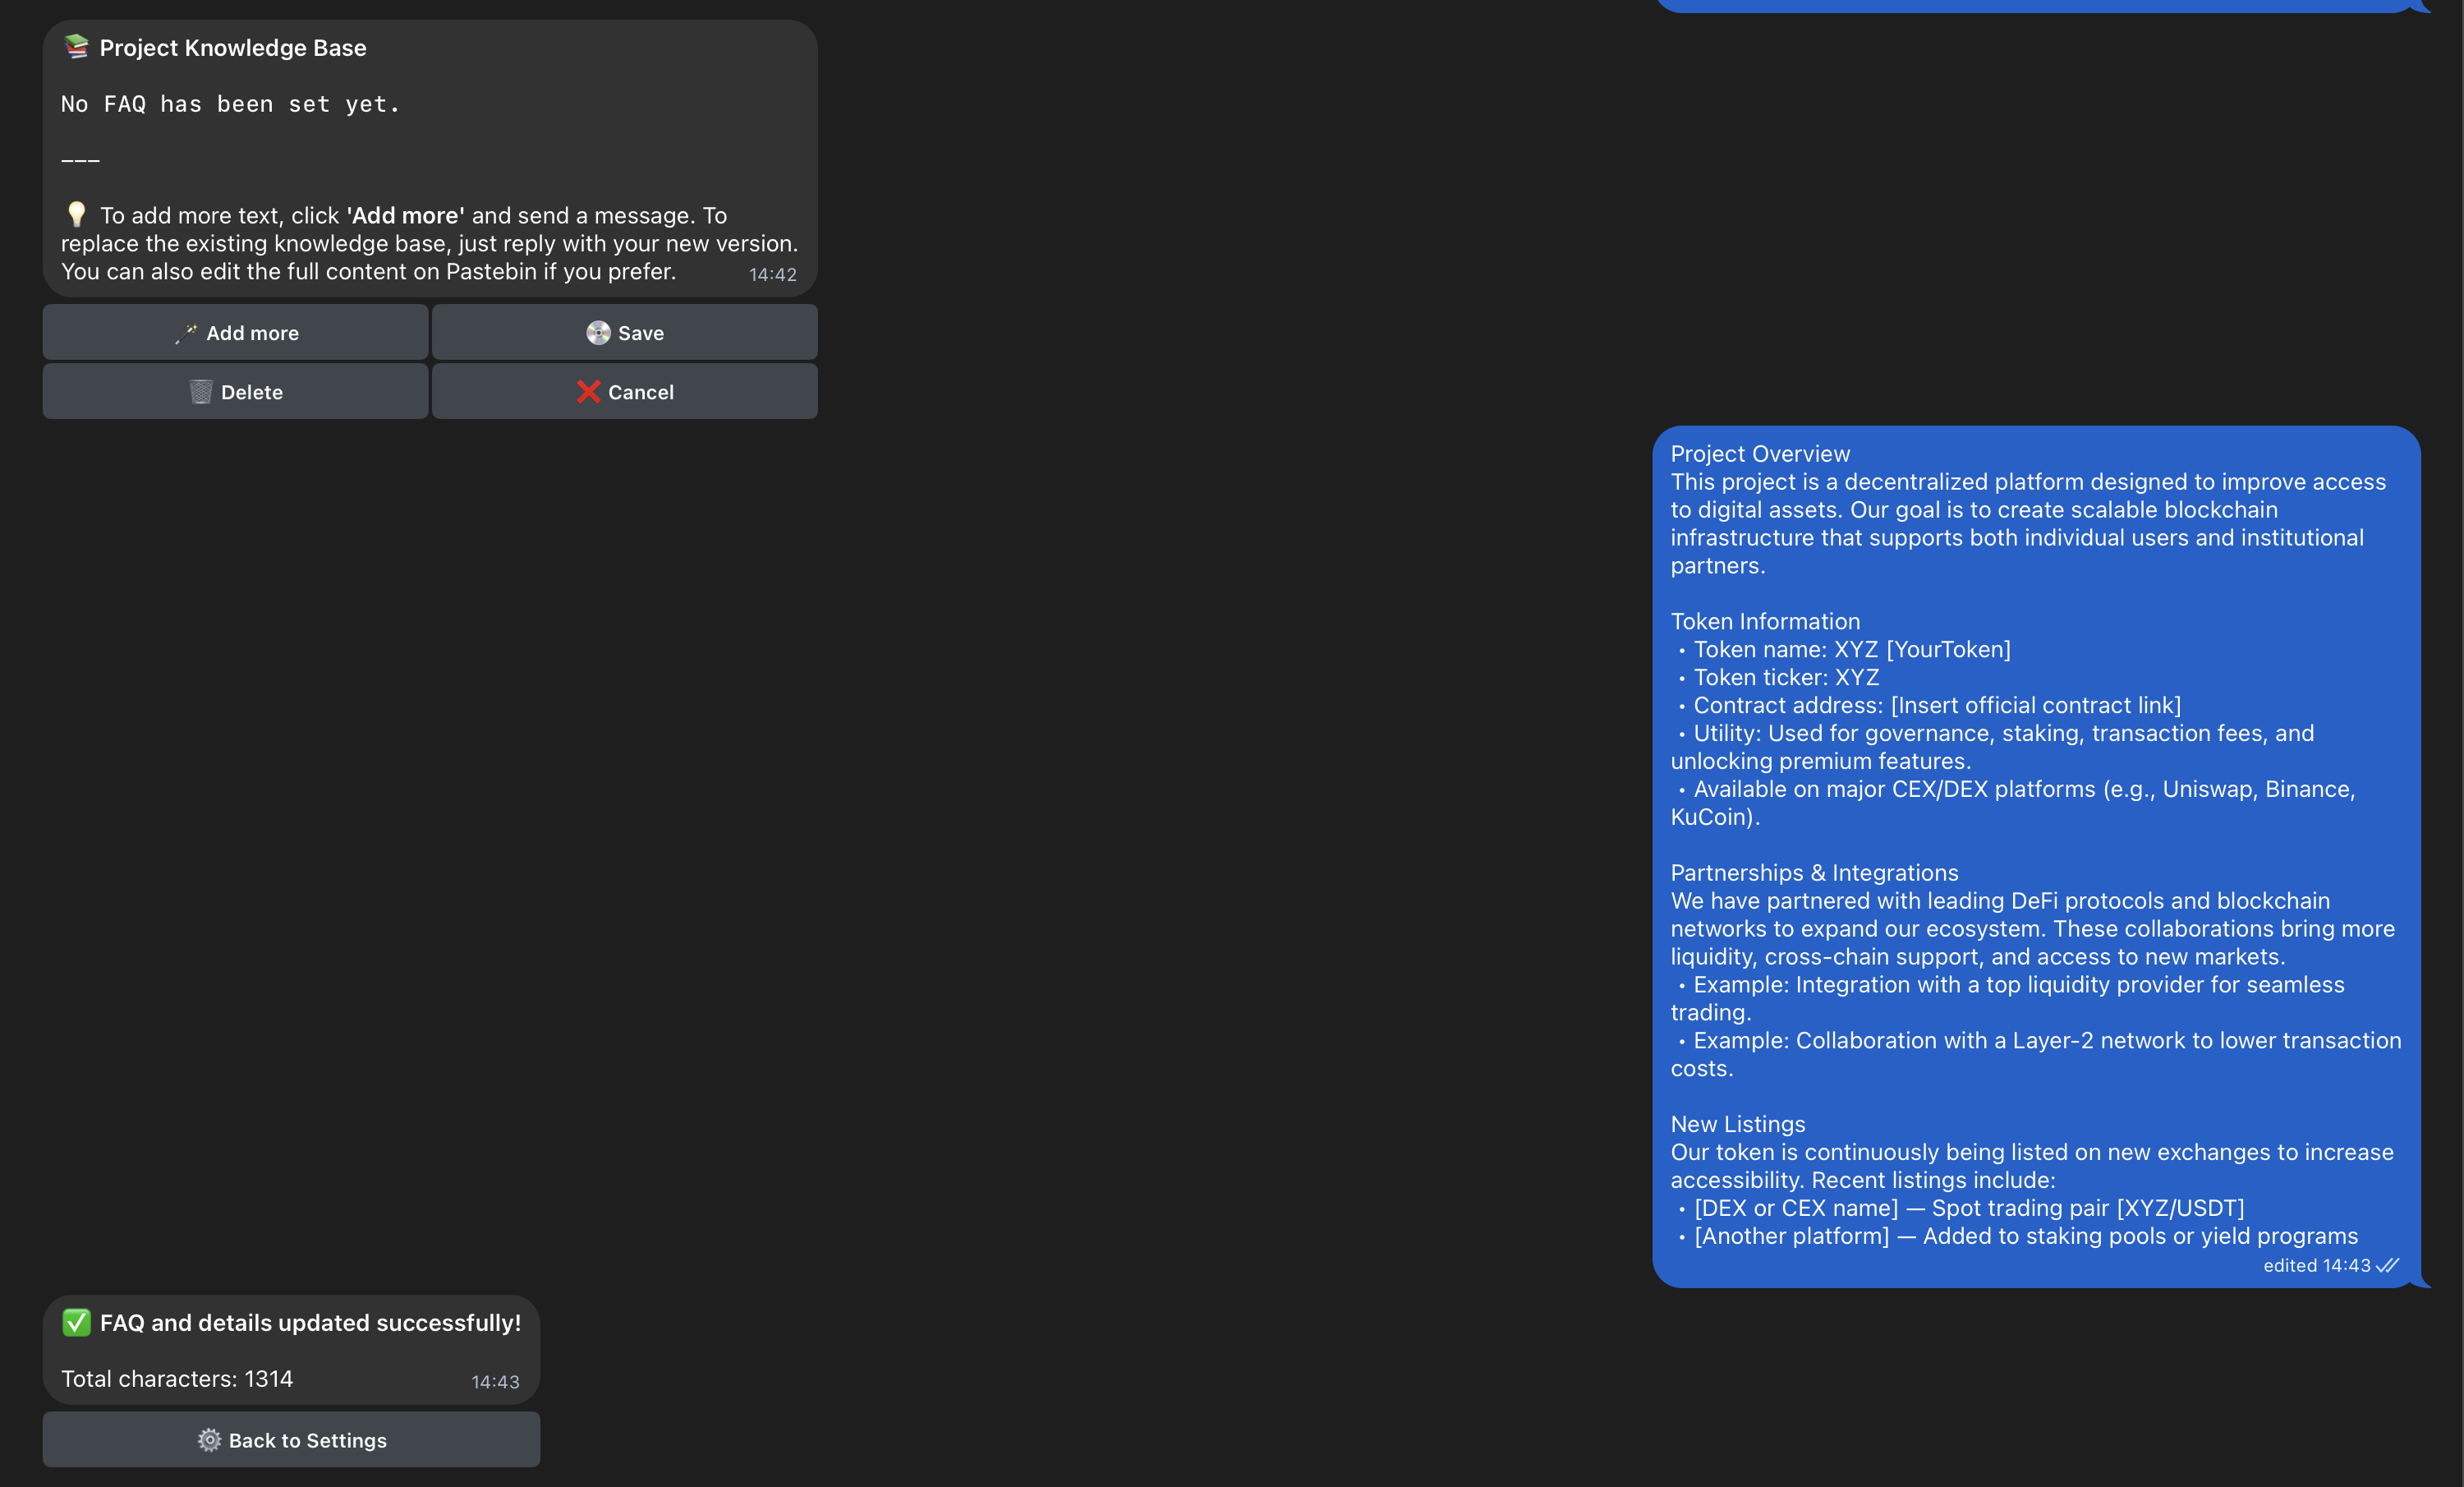 📚 Project Knowledge Base
No FAQ has been set yet.
———
💡 To add more text, click 'Add more' and send a message. To
replace the existing knowledge base, just reply with your new version.
You can also edit the full content on Pastebin if you prefer.
14:42
Add more
Save
Delete
❌ Cancel
Project Overview
This project is a decentralized platform designed to improve access
to digital assets. Our goal is to create scalable blockchain
infrastructure that supports both individual users and institutional
partners.
Token Information
• Token name: XYZ [YourToken]
• Token ticker: XYZ
• Contract address: [Insert official contract link]
• Utility: Used for governance, staking, transaction fees, and
unlocking premium features.
• Available on major CEX/DEX platforms (e.g., Uniswap, Binance,
KuCoin).
Partnerships & Integrations
We have partnered with leading DeFi protocols and blockchain
networks to expand our ecosystem. These collaborations bring more
liquidity, cross-chain support, and access to new markets.
• Example: Integration with a top liquidity provider for seamless
trading.
• Example: Collaboration with a Layer-2 network to lower transaction
costs.
New Listings
Our token is continuously being listed on new exchanges to increase
accessibility. Recent listings include:
• [DEX or CEX name] — Spot trading pair [XYZ/USDT]
• [Another platform] — Added to staking pools or yield programs
edited 14:43
✅ FAQ and details updated successfully!
Total characters: 1314
14:43
Back to Settings